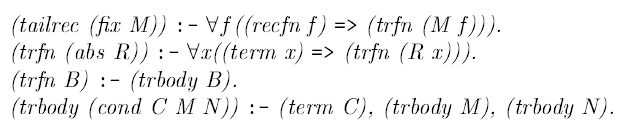 (tailrec (fix M)) :- ∀f((recfn f) => (trfn (M f))).
(trfn (abs R)) :- ∀x((term x) => (trfn (R x))).
(trfn B) :- (trbody B).
(trbody (cond C M N)) :- (term C), (trbody M), (trbody N).